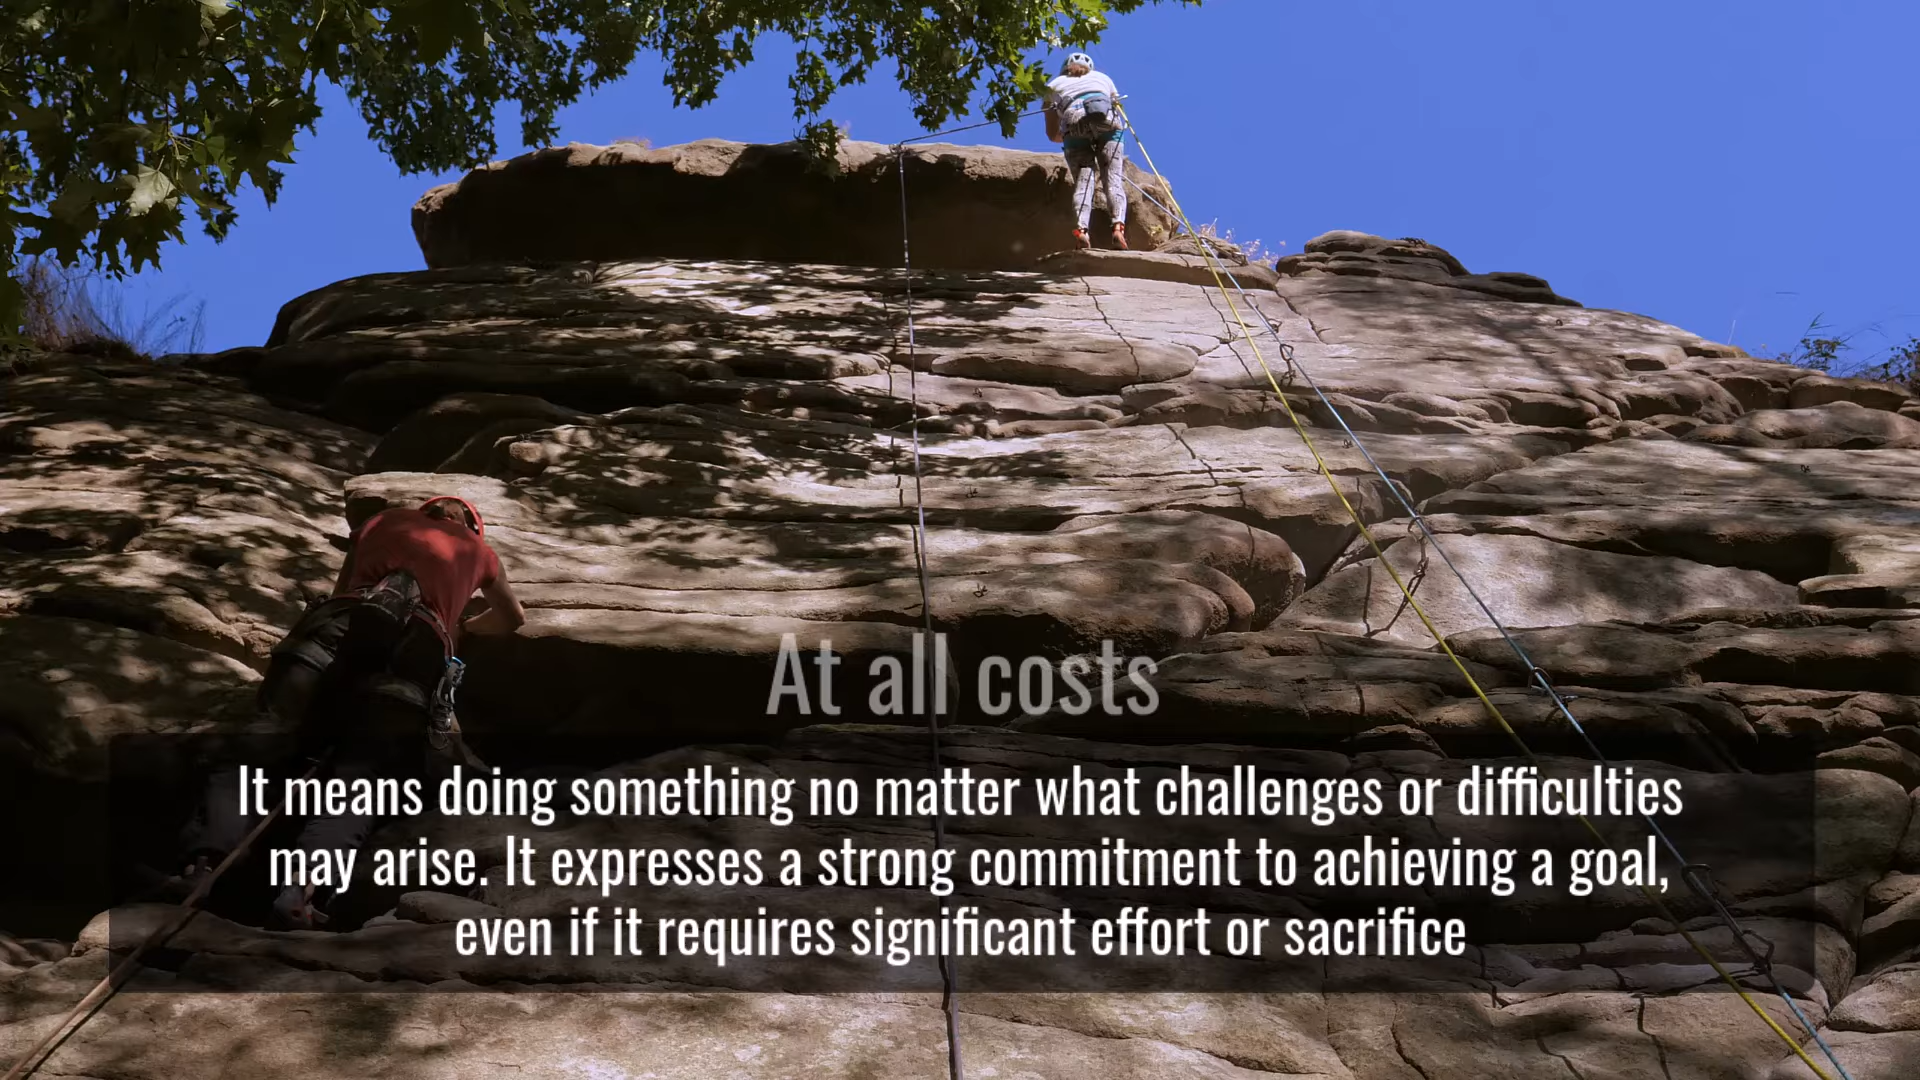 At all costs
It means doing something no matter what challenges or difficulties
may arise. It expresses a strong commitment to achieving a goal,
even if it requires significant effort or sacrifice